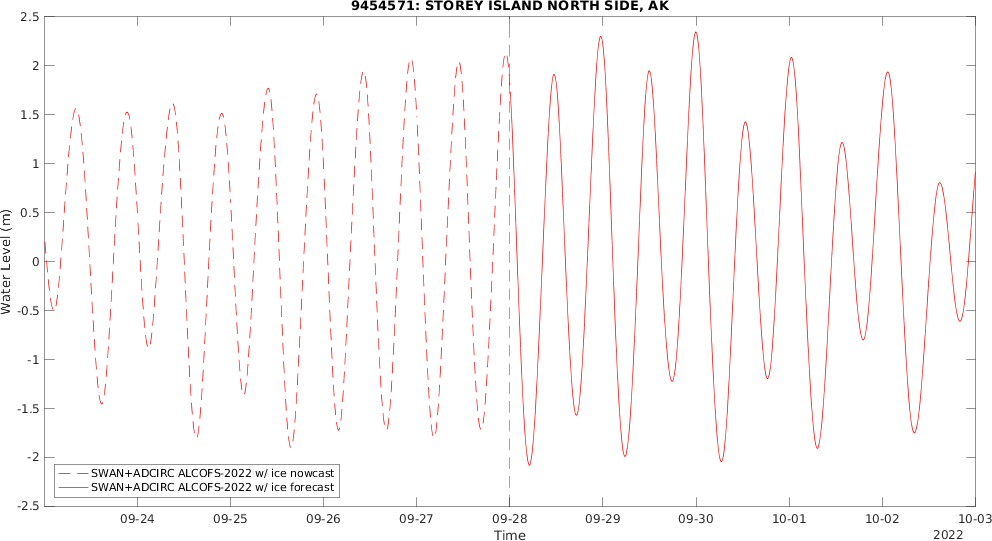 9454571: STOREY ISLAND NORTH SIDE, AK
2.5
2
1.5
1
0.5
0
-0.5
-1
-1.5
-2
-2.5
Water Level (m)
SWAN+ADCIRC ALCOFS-2022 w/ ice nowcast
SWAN+ADCIRC ALCOFS-2022 w/ ice forecast
09-24 09-25 09-26 09-27 09-28 09-29 09-30 10-01 10-02 10-03
Time
2022